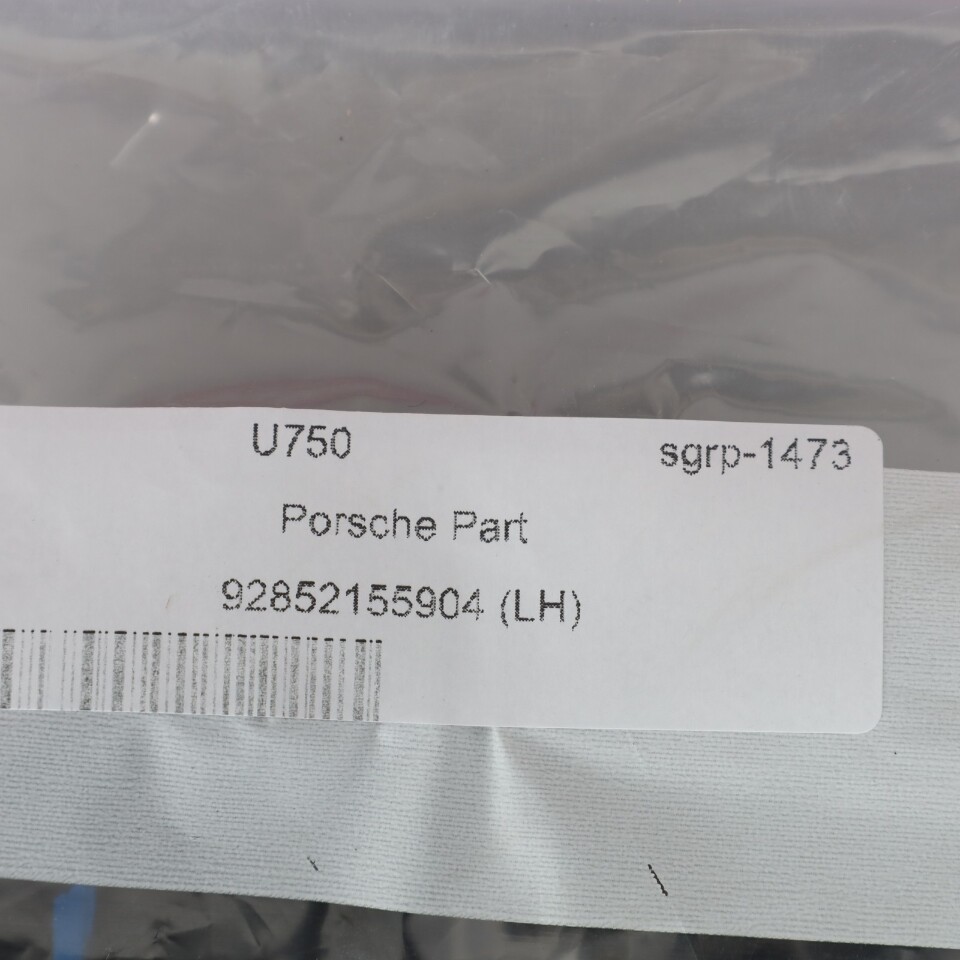 U750 sgrp-1473
Porsche Part
92852155904 (LH)